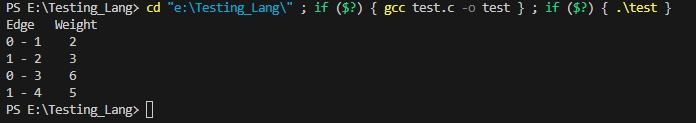 PS E:\Testing_Lang> cd "e:\Testing_Lang\" ; if ($?) { gcc test.c -o test } ; if ($?) { .\test }
Edge   Weight
0 - 1    2
1 - 2    3
0 - 3    6
1 - 4    5
PS E:\Testing_Lang>